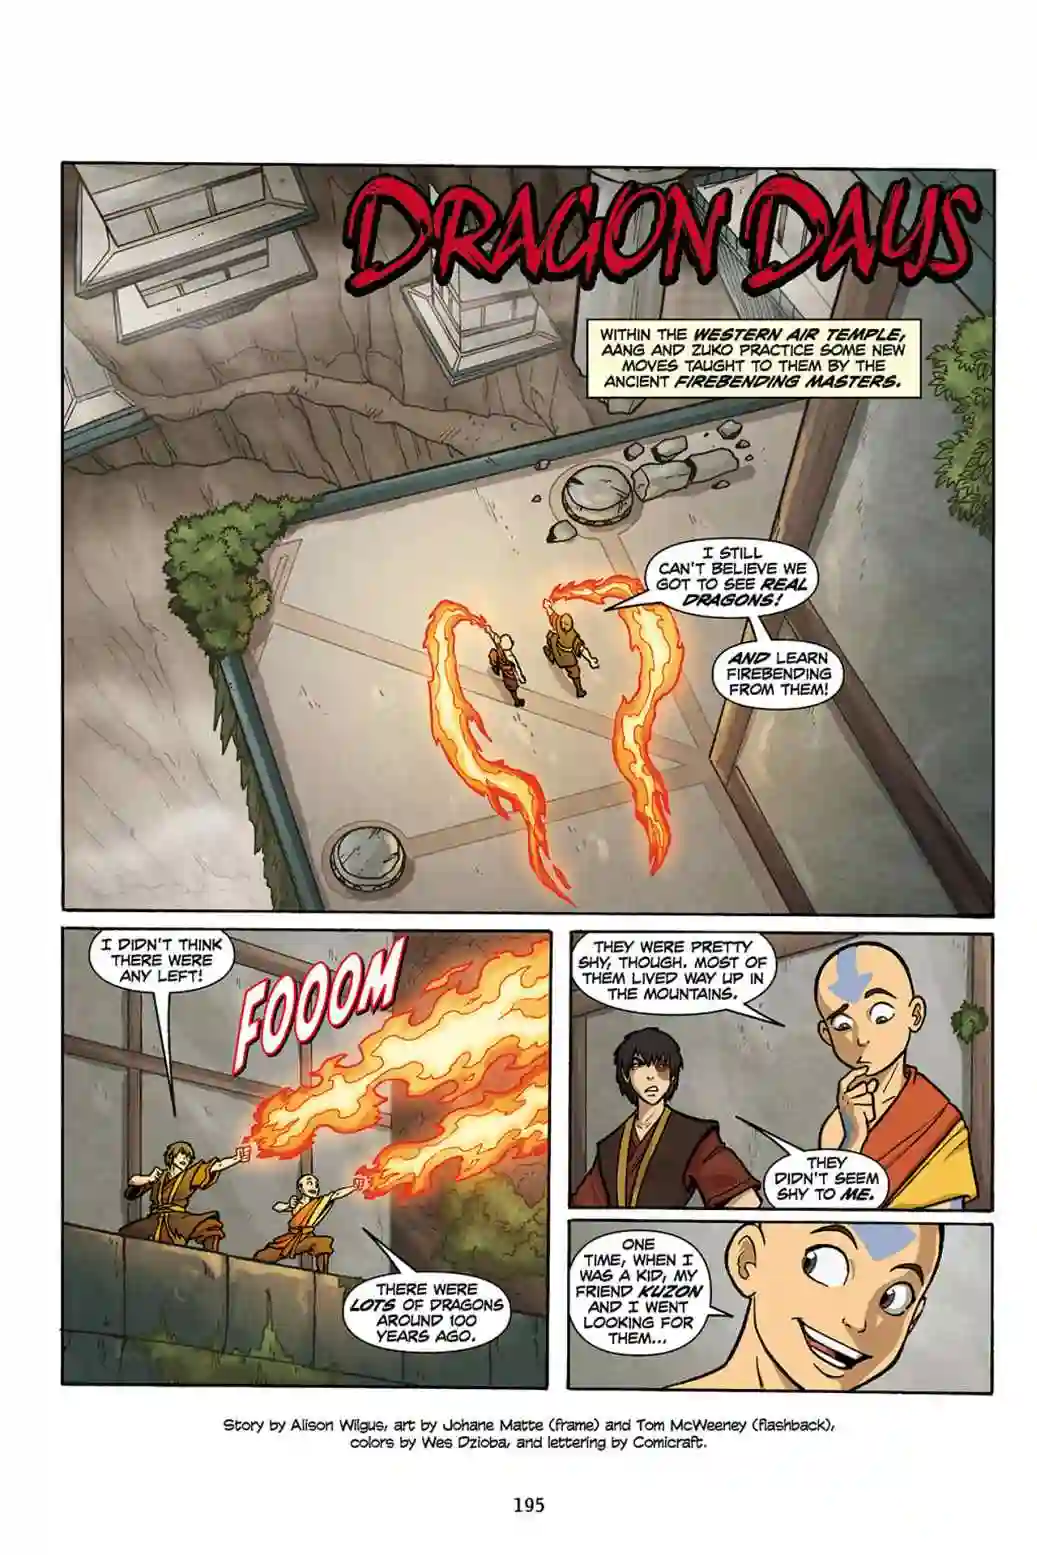 DRAGON DAYS
WITHIN THE WESTERN AIR TEMPLE,
AANG AND ZUKO PRACTICE SOME NEW
MOVES TAUGHT TO THEM BY THE
ANCIENT FIREBENDING MASTERS.
I STILL
CAN'T BELIEVE WE
GOT TO SEE REAL
DRAGONS!
AND LEARN
FIREBENDING
FROM THEM!
I DIDN'T THINK
THERE WERE
ANY LEFT!
FOOOM
THERE WERE
LOTS OF DRAGONS
AROUND 100
YEARS AGO.
THEY WERE PRETTY
SHY, THOUGH. MOST OF
THEM LIVED WAY UP IN
THE MOUNTAINS.
THEY
DIDN'T SEEM
SHY TO ME.
ONE
TIME, WHEN I
WAS A KID, MY
FRIEND KUZON
AND I WENT
LOOKING FOR
THEM...
Story by Alison Wilgus, art by Johane Matte (frame) and Tom McWeeney (flashback),
colors by Wes Dzioba, and lettering by Comicraft.
195